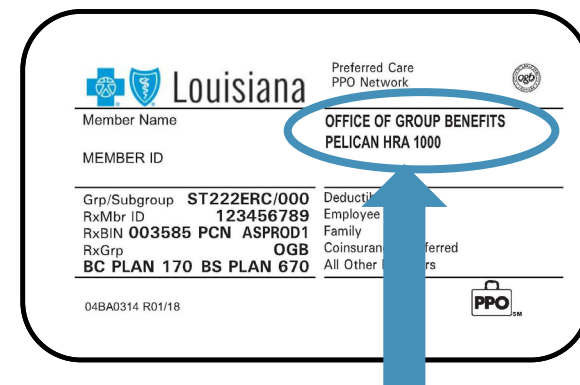 Louisiana
Preferred Care
PPO Network
ogb
Member Name
MEMBER ID
OFFICE OF GROUP BENEFITS
PELICAN HRA 1000
Grp/Subgroup ST222ERC/000
RxMbr ID 123456789
RxBIN 003585 PCN ASPROD1
RxGrp OGB
BC PLAN 170 BS PLAN 670
Employee
Family
All Other
04BA0314 R01/18
PPO SM